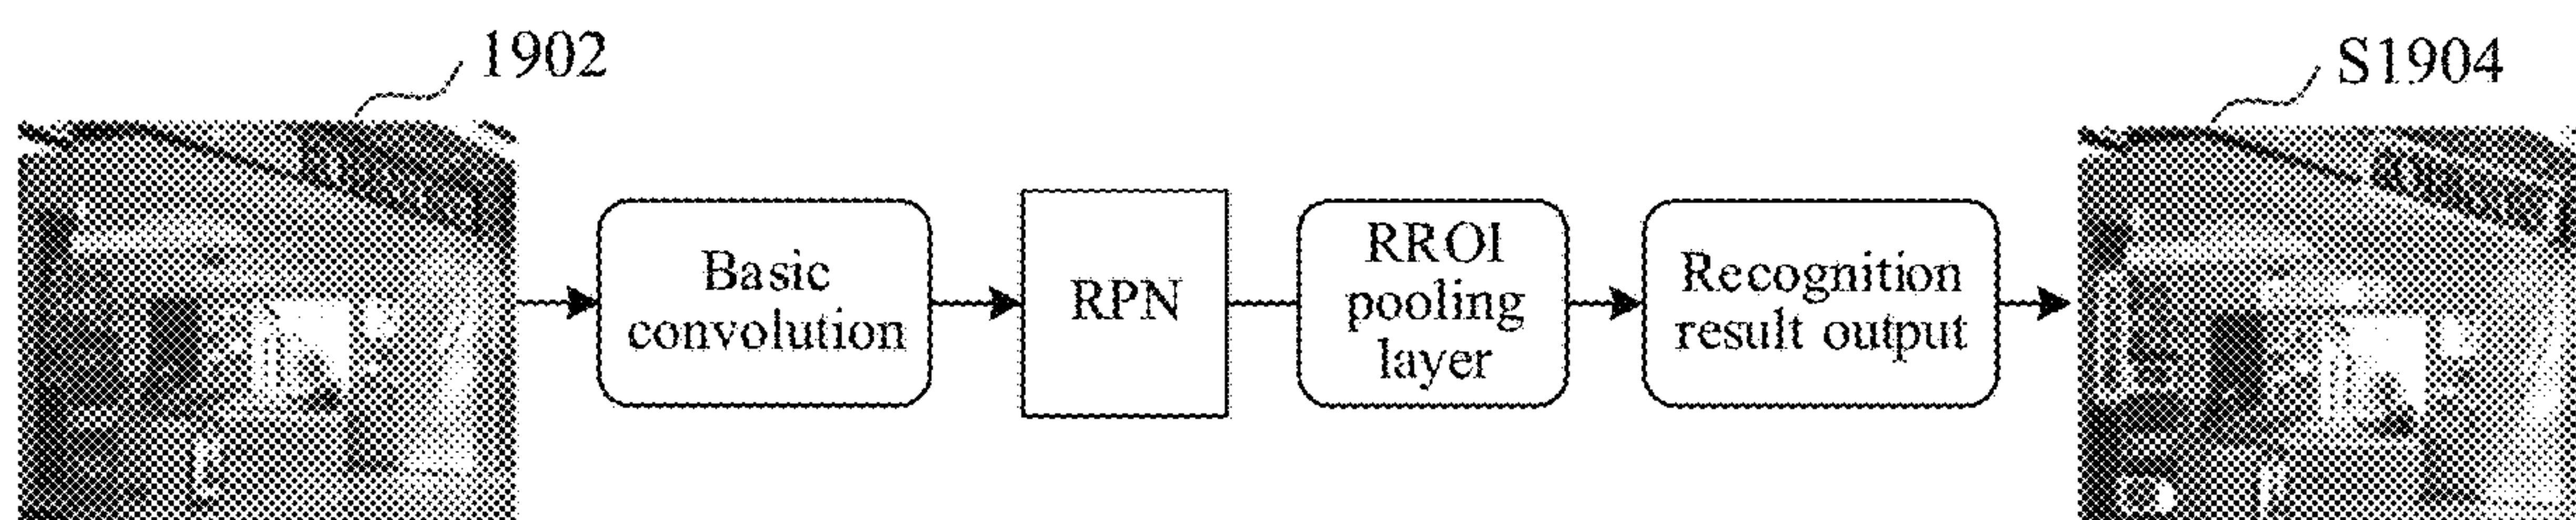 1902
S1904
Basic
convolution
RPN
RROI
pooling
layer
Recognition
result output